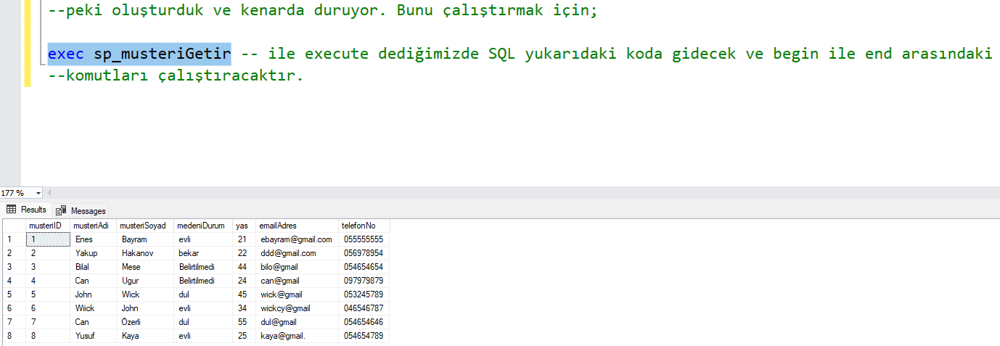 --peki oluşturduk ve kenarda duruyor. Bunu çalıştırmak için;
exec sp_musteriGetir -- ile execute dediğimizde SQL yukarıdaki koda gidecek ve begin ile end arasındaki
--komutları çalıştıracaktır.
177 %
Results Messages
musteriID musteriAdi musteriSoyad medeniDurum yas emailAdres telefonNo
1 1 Enes Bayram evli 21 ebayram@gmail.com 055555555
2 2 Yakup Hakanov bekar 22 ddd@gmail.com 056978954
3 3 Bilal Mese Belirtilmedi 44 bilo@gmail 054654654
4 4 Can Ugur Belirtilmedi 24 can@gmail 097979879
5 5 John Wick dul 45 wick@gmail 053245789
6 6 Wiick John evli 34 wickcy@gmail 046546787
7 7 Can Özerli dul 55 dul@gmail 054654646
8 8 Yusuf Kaya evli 25 kaya@gmail. 054654789